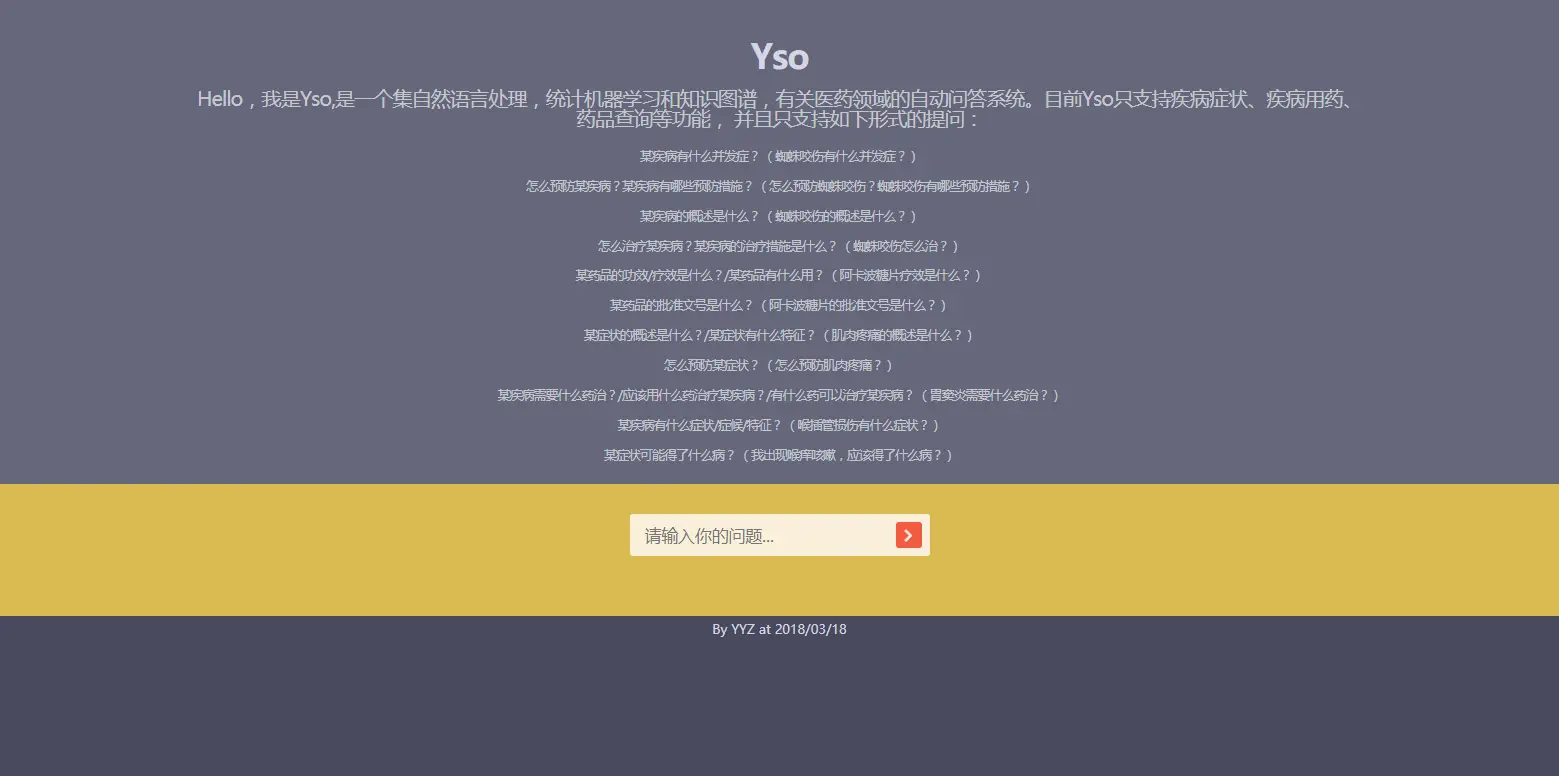 Yso
Hello，我是Yso,是一个集自然语言处理，统计机器学习和知识图谱，有关医药领域的自动问答系统。目前Yso只支持疾病症状、疾病用药、
药品查询等功能， 并且只支持如下形式的提问：
某疾病有什么并发症？（蜘蛛咬伤有什么并发症？）
怎么预防某疾病？某疾病有哪些预防措施？（怎么预防蜘蛛咬伤？蜘蛛咬伤有哪些预防措施？）
某疾病的概述是什么？（蜘蛛咬伤的概述是什么？）
怎么治疗某疾病？某疾病的治疗措施是什么？（蜘蛛咬伤怎么治？）
某药品的功效/疗效是什么？/某药品有什么用？（阿卡波糖片疗效是什么？）
某药品的批准文号是什么？（阿卡波糖片的批准文号是什么？）
某症状的概述是什么？/某症状有什么特征？（肌肉疼痛的概述是什么？）
怎么预防某症状？（怎么预防肌肉疼痛？）
某疾病需要什么药治？/应该用什么药治疗某疾病？/有什么药可以治疗某疾病？（胃窦炎需要什么药治？）
某疾病有什么症状/症候/特征？（喉插管损伤有什么症状？）
某症状可能得了什么病？（我出现喉痒咳嗽，应该得了什么病？）
请输入你的问题...
By YYZ at 2018/03/18